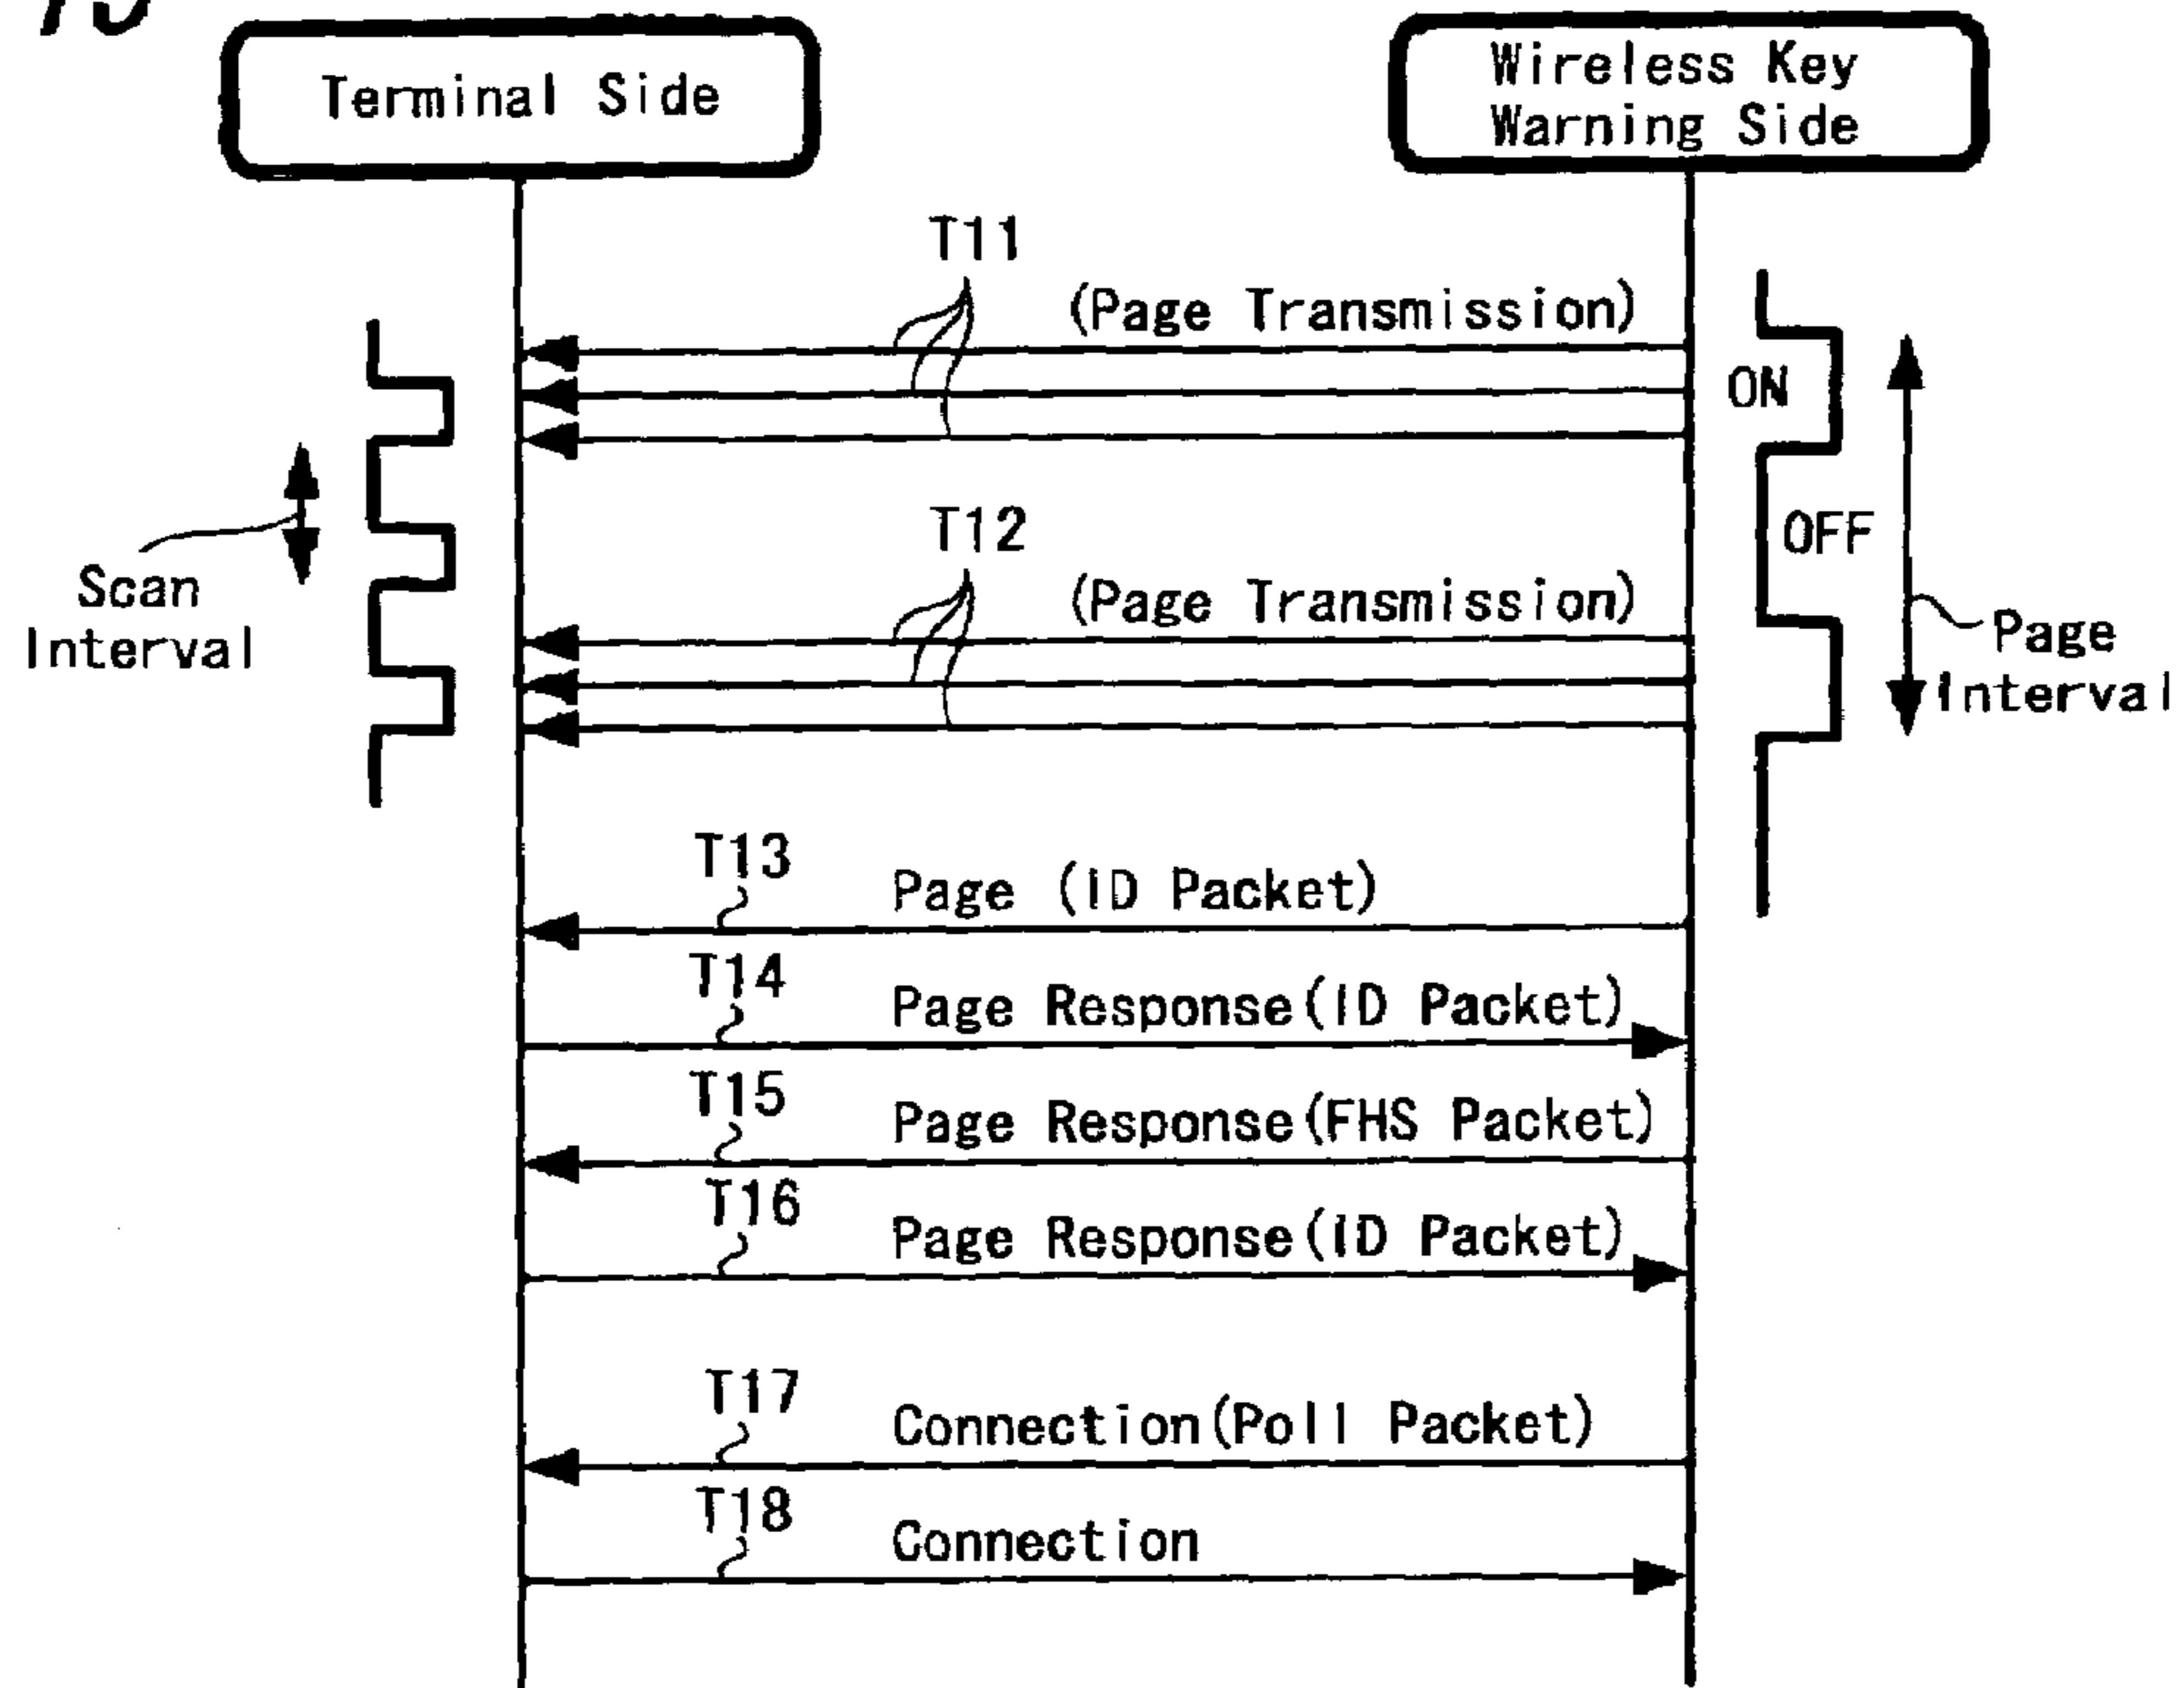 Terminal Side
Wireless Key
Warning Side
T11
(Page Transmission)
ON
OFF
Scan
Interval
T12
(Page Transmission)
Page
Interval
T13
Page (ID Packet)
T14
Page Response(ID Packet)
T15
Page Response(FHS Packet)
T16
Page Response(ID Packet)
T17
Connection(Poll Packet)
T18
Connection